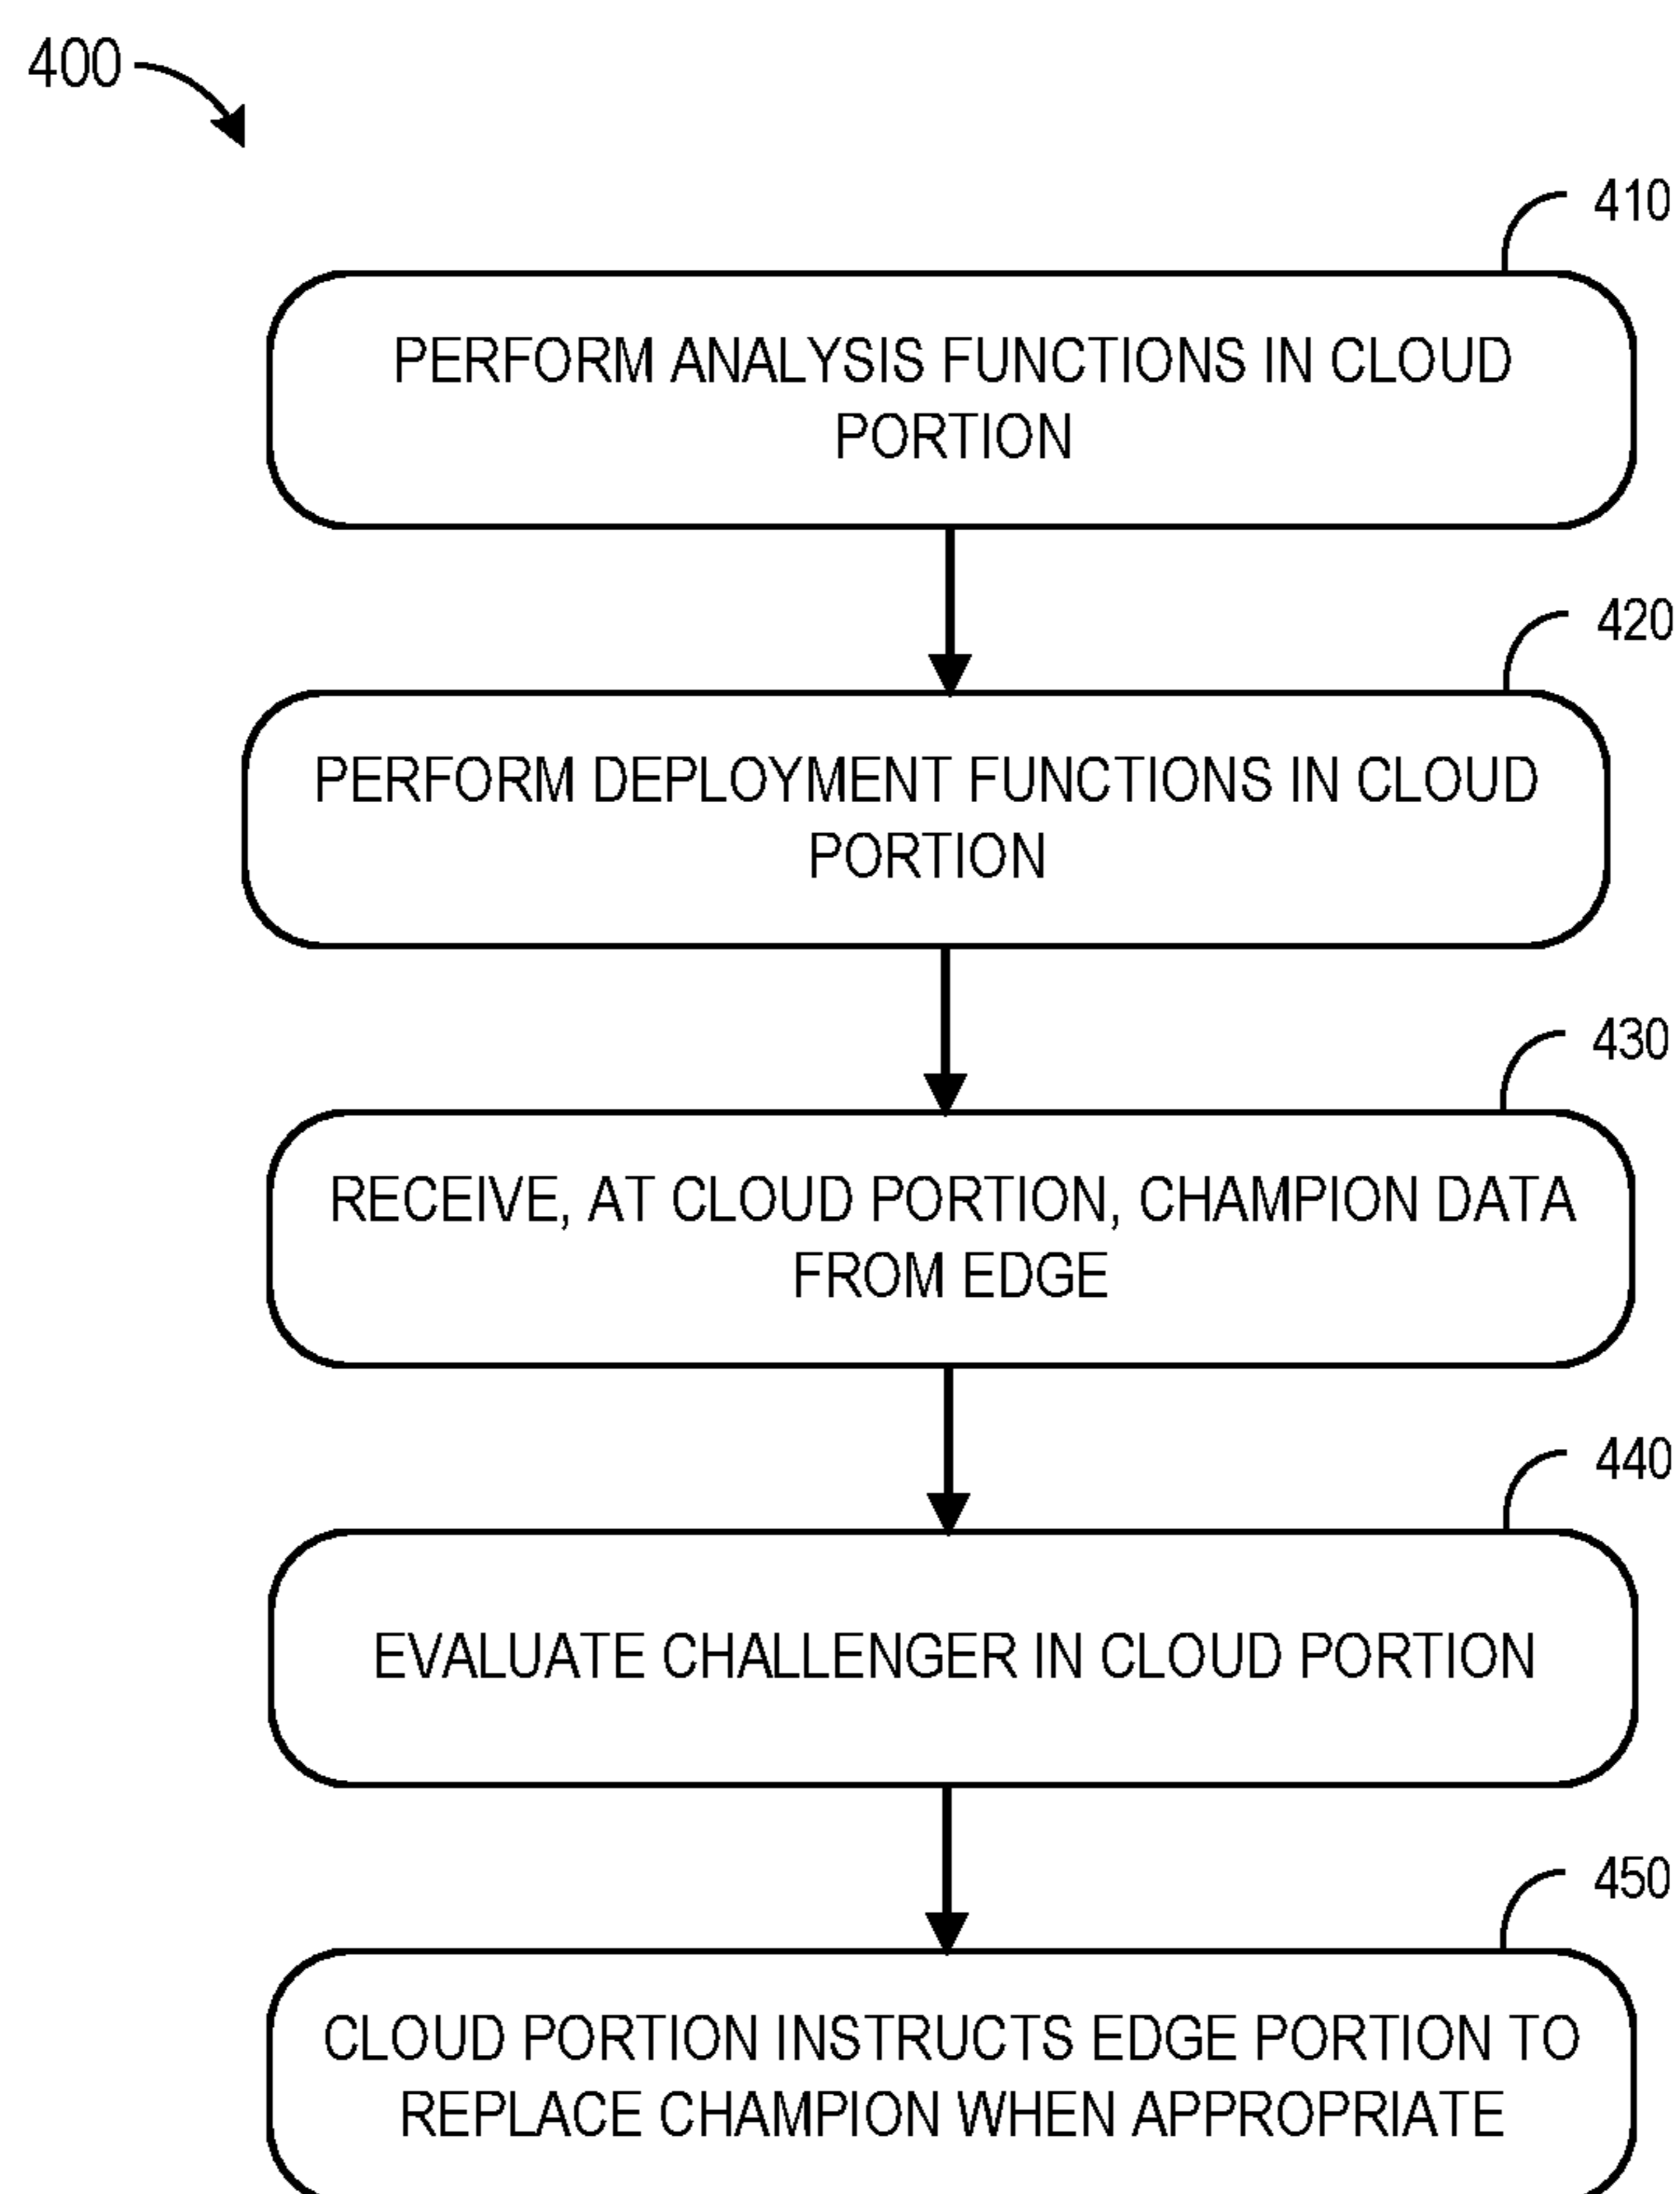 400
410
PERFORM ANALYSIS FUNCTIONS IN CLOUD
PORTION
420
PERFORM DEPLOYMENT FUNCTIONS IN CLOUD
PORTION
430
RECEIVE, AT CLOUD PORTION, CHAMPION DATA
FROM EDGE
440
EVALUATE CHALLENGER IN CLOUD PORTION
450
CLOUD PORTION INSTRUCTS EDGE PORTION TO
REPLACE CHAMPION WHEN APPROPRIATE